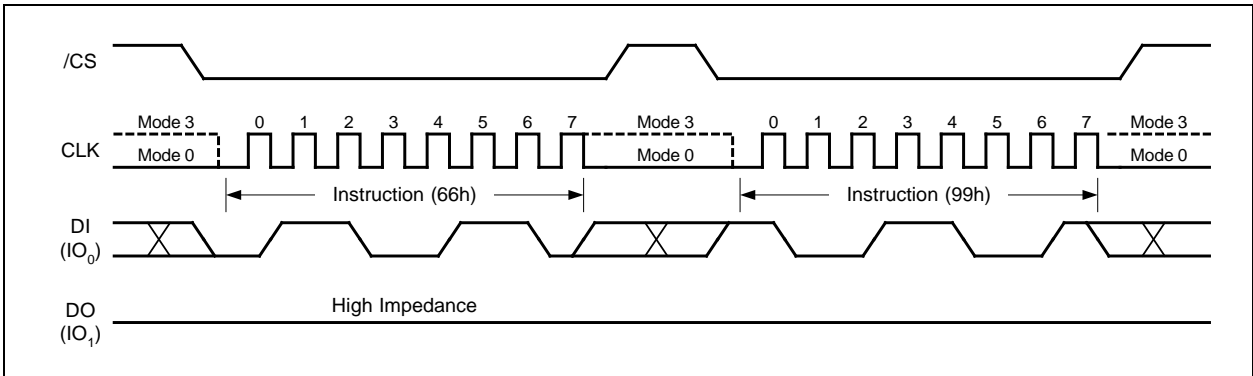 /CS
Mode 3 0 1 2 3 4 5 6 7 Mode 3 0 1 2 3 4 5 6 7 Mode 3
CLK
Mode 0 Mode 0 Mode 0
Instruction (66h) Instruction (99h)
DI
(IO0)
High Impedance
DO
(IO1)